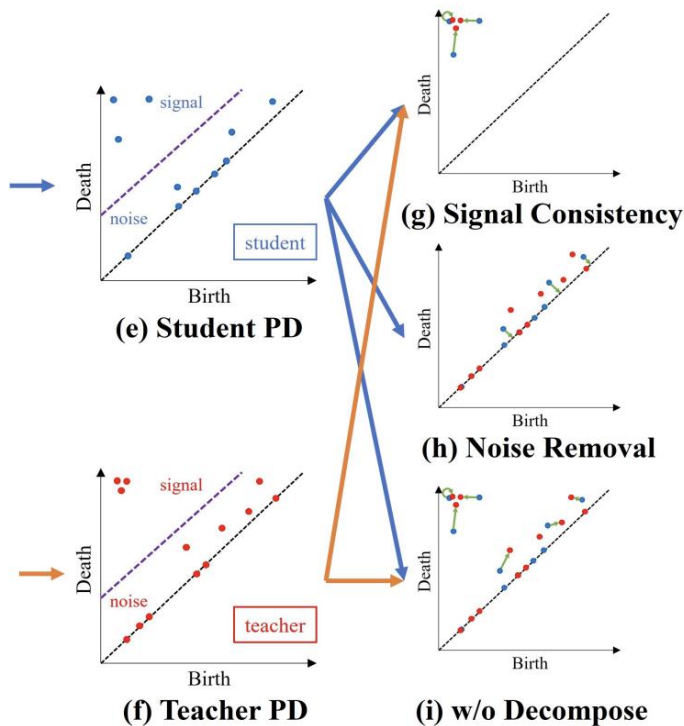 Death
signal
noise
student
Birth
(e) Student PD
Death
signal
noise
teacher
Birth
(f) Teacher PD
Death
Birth
(g) Signal Consistency
Death
Birth
(h) Noise Removal
Death
Birth
(i) w/o Decompose